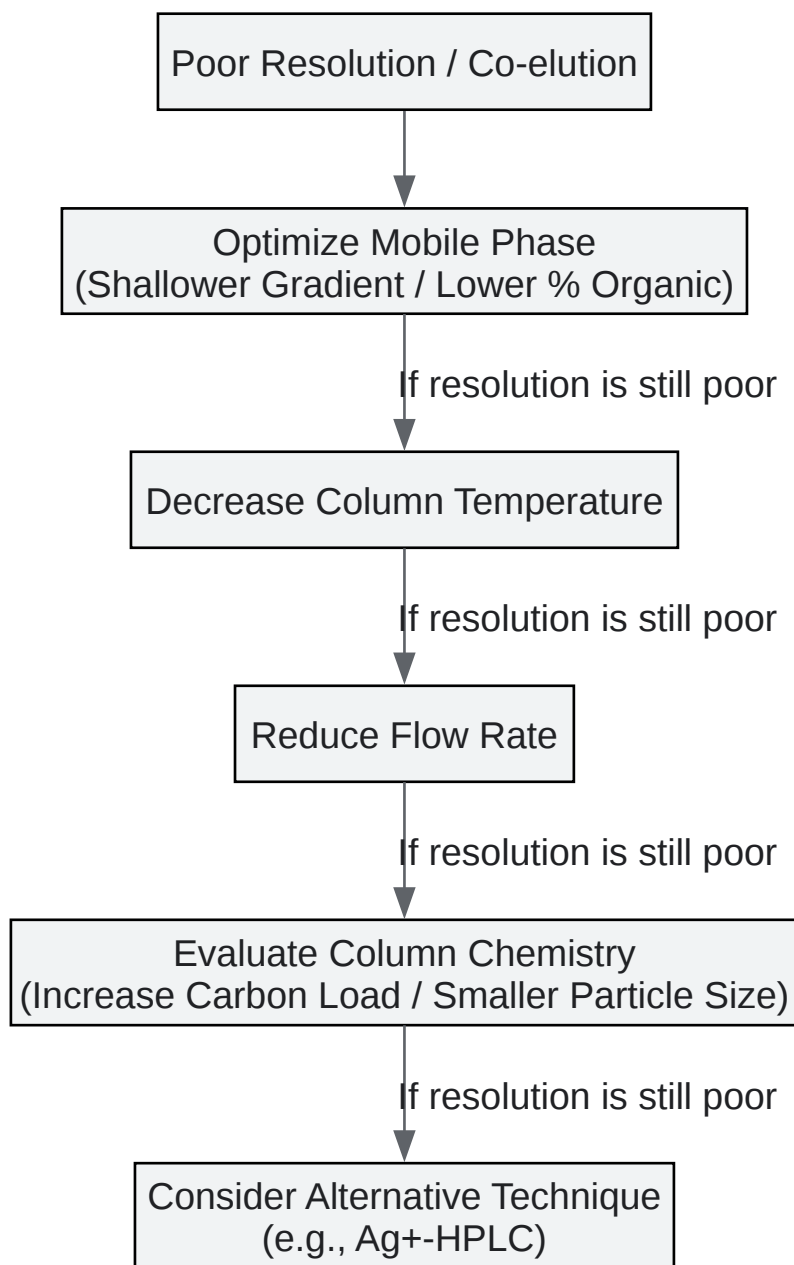 Poor Resolution / Co-elution
Optimize Mobile Phase
(Shallower Gradient / Lower % Organic)
If resolution is still poor
Decrease Column Temperature
If resolution is still poor
Reduce Flow Rate
If resolution is still poor
Evaluate Column Chemistry
(Increase Carbon Load / Smaller Particle Size)
If resolution is still poor
Consider Alternative Technique
(e.g., Ag+-HPLC)